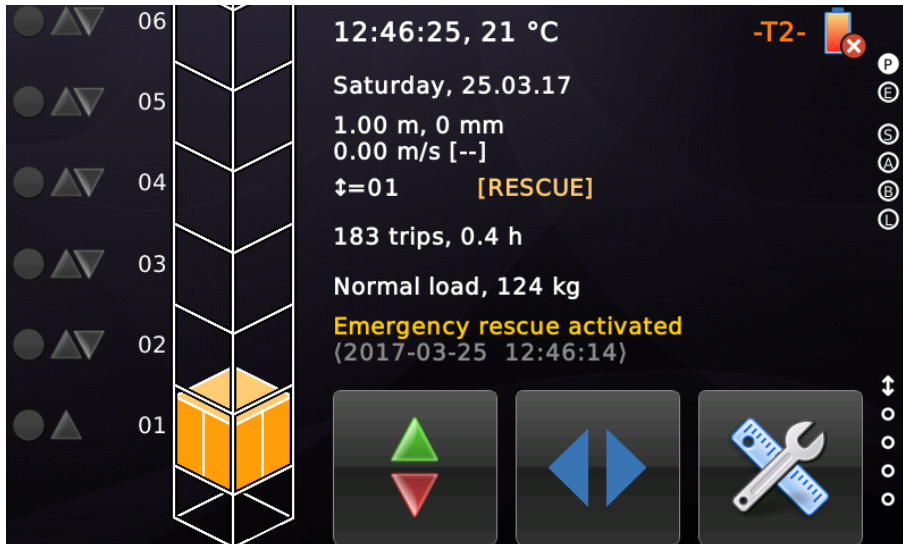 06
05
04
03
02
01
12:46:25, 21 °C
-T2-
Saturday, 25.03.17
1.00 m, 0 mm
0.00 m/s [--]
↕=01 [RESCUE]
183 trips, 0.4 h
Normal load, 124 kg
Emergency rescue activated
(2017-03-25 12:46:14)
P
E
S
A
B
L